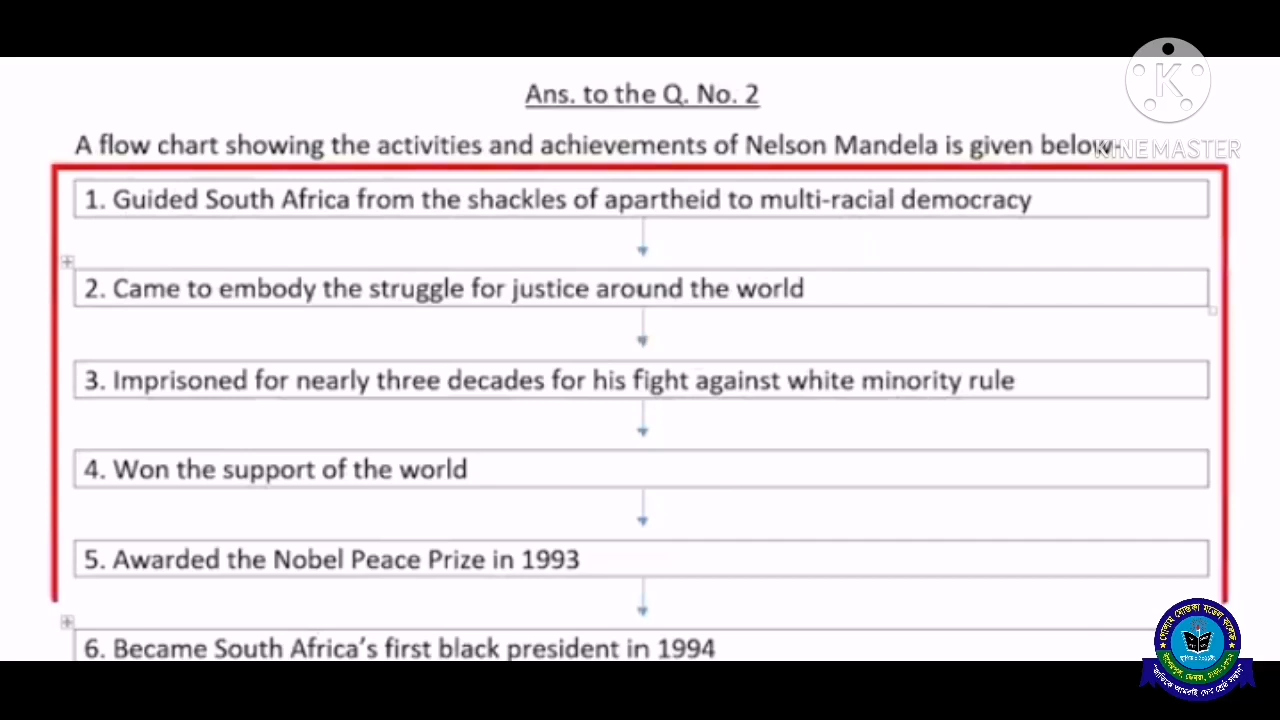 Ans. to the Q. No. 2
A flow chart showing the activities and achievements of Nelson Mandela is given below-
KINEMASTER
1. Guided South Africa from the shackles of apartheid to multi-racial democracy
2. Came to embody the struggle for justice around the world
3. Imprisoned for nearly three decades for his fight against white minority rule
4. Won the support of the world
5. Awarded the Nobel Peace Prize in 1993
6. Became South Africa's first black president in 1994